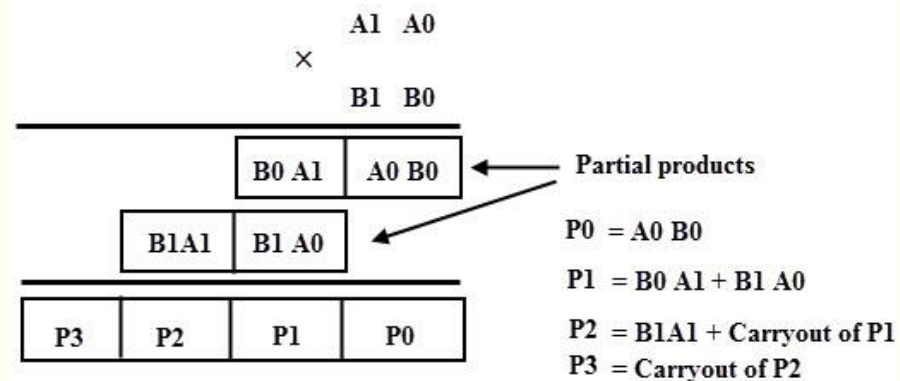 A1 A0
×
B1 B0
B0 A1 A0 B0
Partial products
B1A1 B1 A0
P0 = A0 B0
P1 = B0 A1 + B1 A0
P3 P2 P1 P0
P2 = B1A1 + Carryout of P1
P3 = Carryout of P2